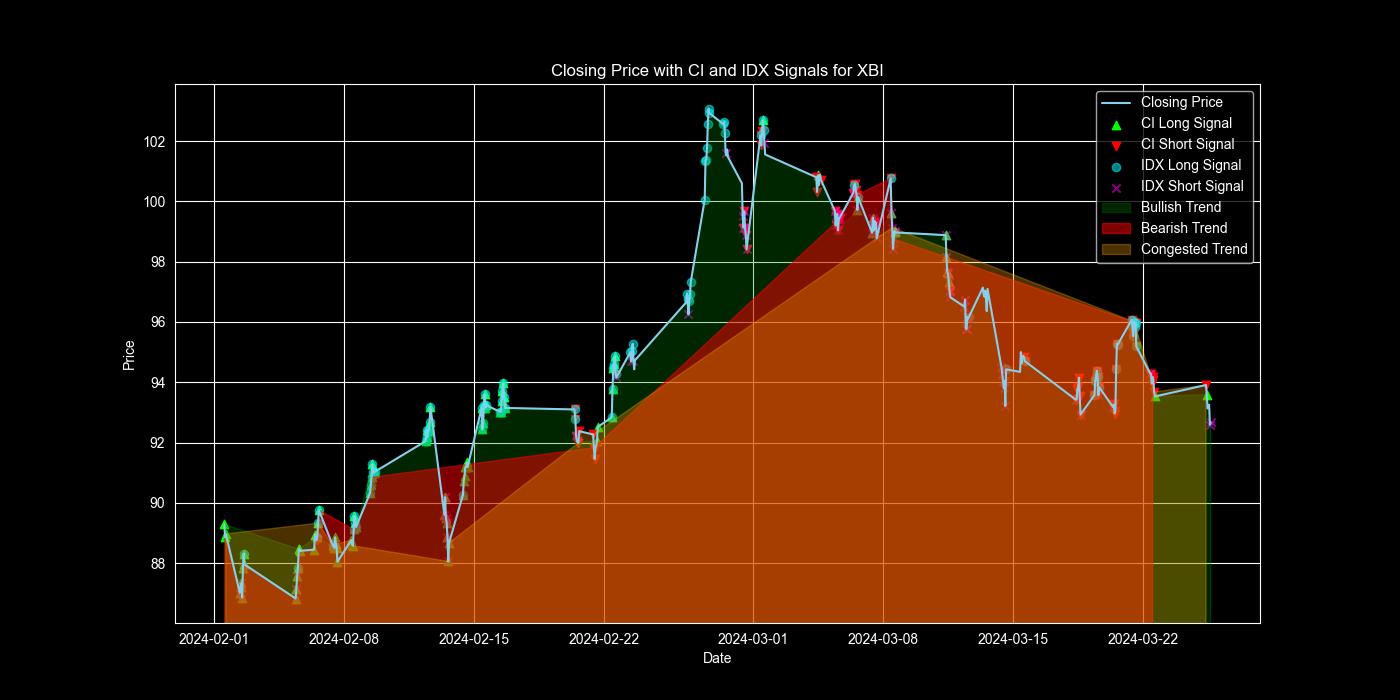 Closing Price with CI and IDX Signals for XBI
Closing Price
CI Long Signal
CI Short Signal
IDX Long Signal
IDX Short Signal
Bullish Trend
Bearish Trend
Congested Trend
Price
102
100
98
96
94
92
90
88
2024-02-01
2024-02-08
2024-02-15
2024-02-22
2024-03-01
2024-03-08
2024-03-15
2024-03-22
Date